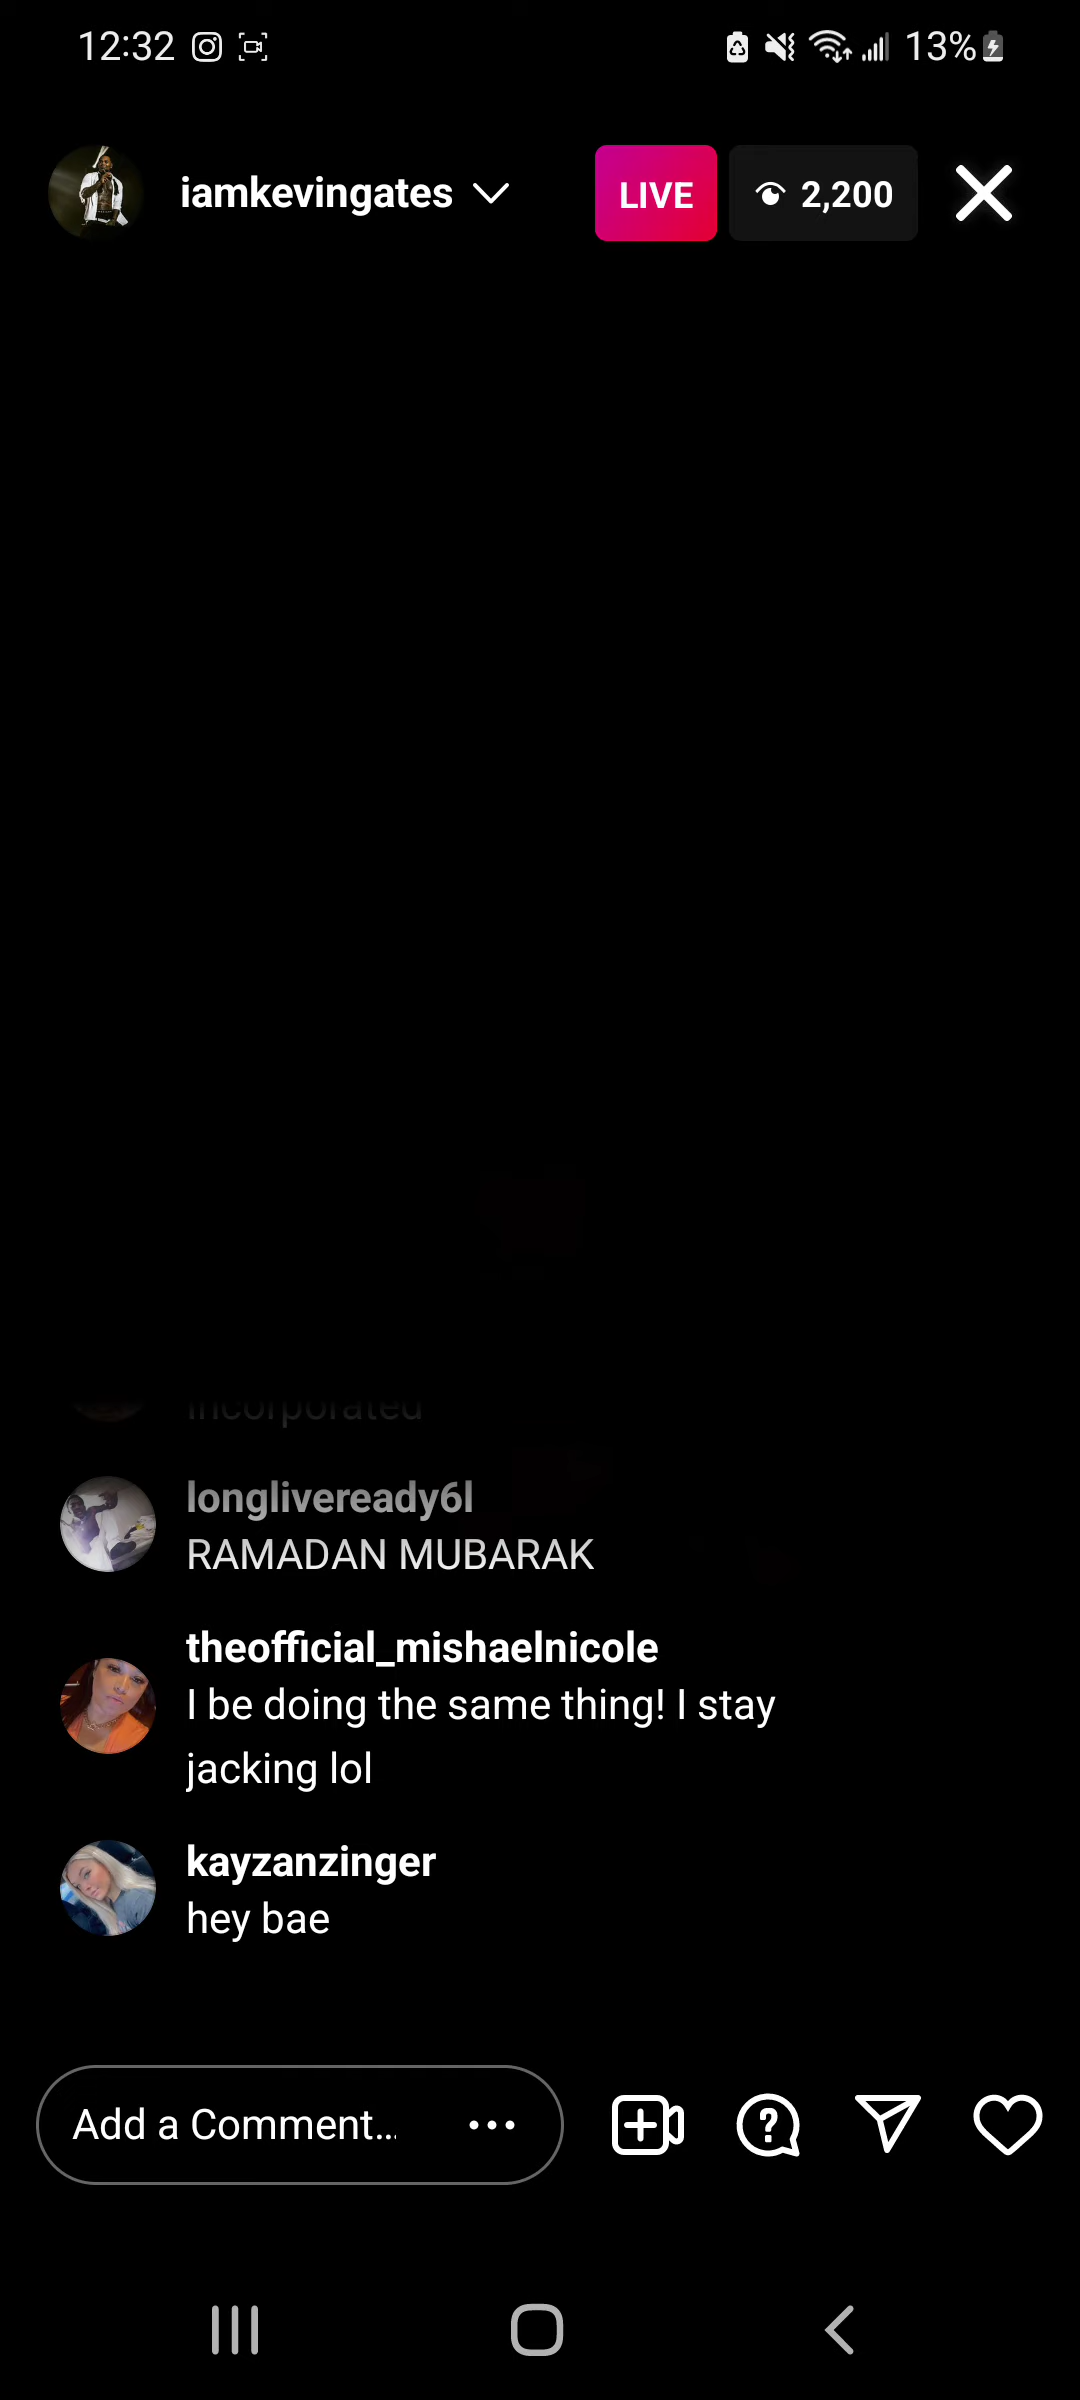 12:32
13%
iamkevingates
LIVE
2,200
incorporated
longliveready6l
RAMADAN MUBARAK
theofficial_mishaelnicole
I be doing the same thing! I stay
jacking lol
kayzanzinger
hey bae
Add a Comment...